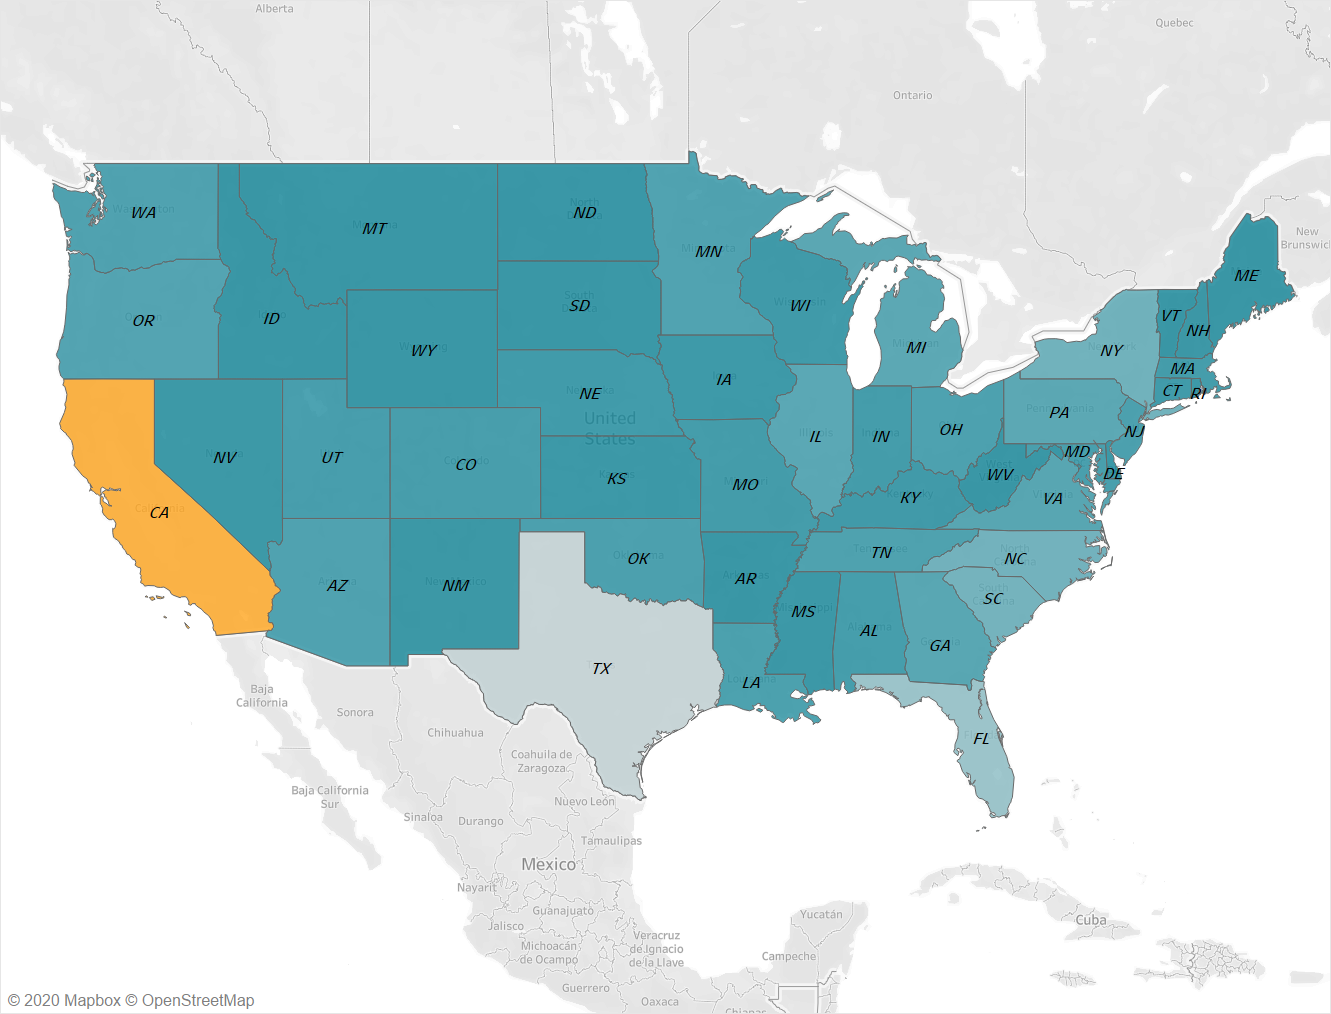 Alberta
Quebec
Ontario
New
Brunswick
WA
MT
ND
MN
OR
ID
SD
WI
ME
WY
MI
NY
VT
NH
IA
NE
MA
CT
RI
United
States
NV
UT
CO
KS
MO
IL
IN
OH
PA
NJ
MD
WV
DE
KY
VA
CA
AZ
NM
OK
AR
TN
NC
SC
MS
AL
GA
TX
LA
FL
Baja
California
Sonora
Chihuahua
Coahuila de
Zaragoza
Baja California
Sur
Nuevo León
Sinaloa
Durango
Tamaulipas
Mexico
Nayarit
Guanajuato
Jalisco
Michoacán
de Ocampo
Veracruz
de Ignacio
de la Llave
Guerrero
Oaxaca
Yucatán
Campeche
Chiapas
Cuba
© 2020 Mapbox © OpenStreetMap